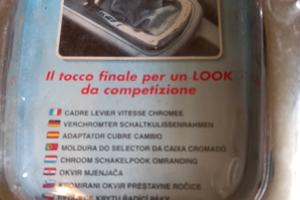 Il tocco finale per un LOOK
da competizione
CADRE LEVIER VITESSE CHROMEE
VERCHROMTER SCHALTKULISSENRAHMEN
ADAPTATOR CUBRE CAMBIO
MOLDURA DO SELECTOR DA CAIXA CROMADO
CHROOM SCHAKELPOOK OMRANDING
OKVIR MJENJAČA
KROMIRANI OKVIR PRESTAVNE ROČICE